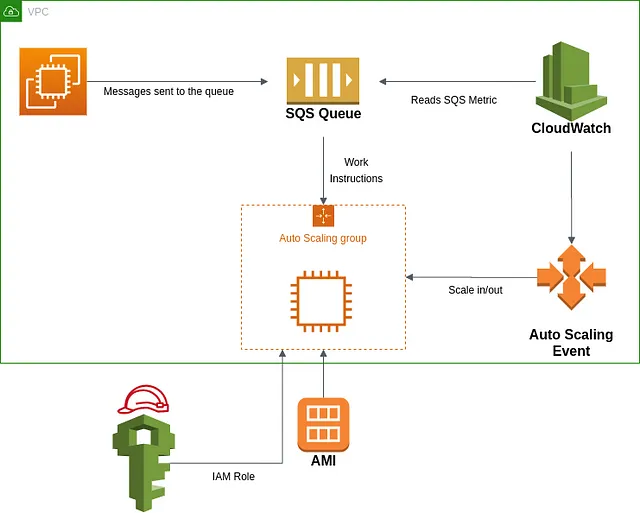 VPC
Messages sent to the queue
SQS Queue
Reads SQS Metric
CloudWatch
Work
Instructions
Auto Scaling group
Scale in/out
Auto Scaling
Event
AMI
IAM Role